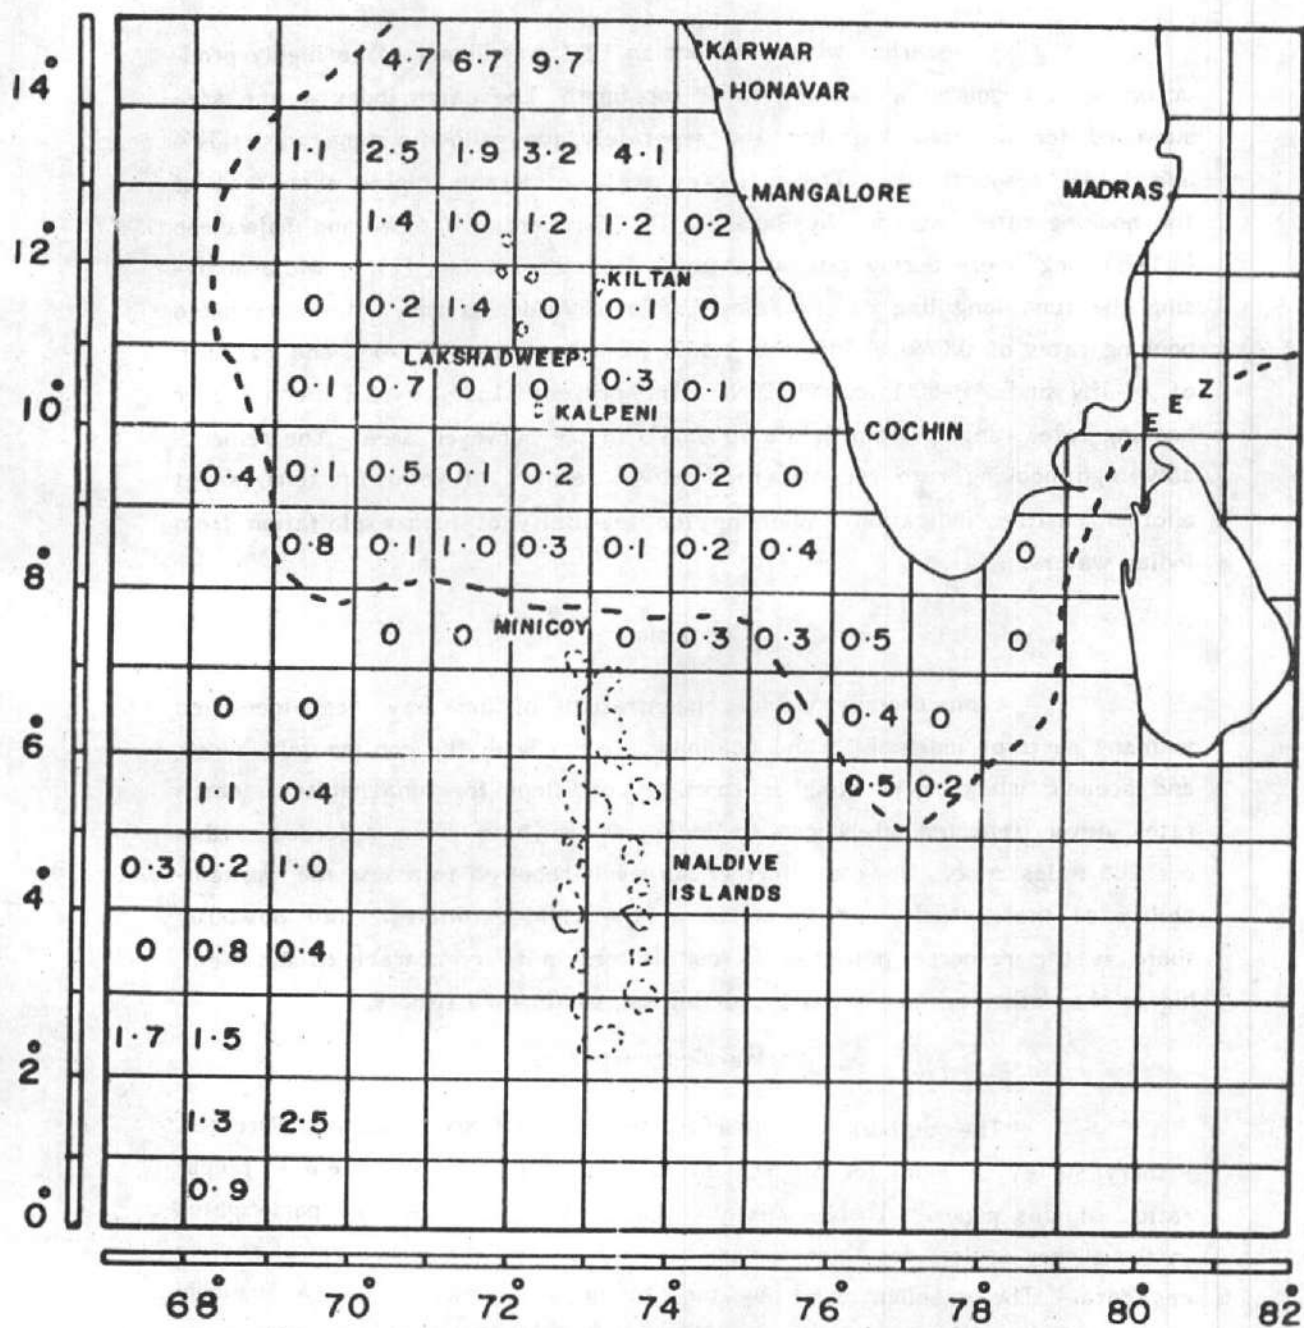 14°
4.7 6.7 9.7 KARWAR
HONAVAR
1.1 2.5 1.9 3.2 4.1
MANGALORE MADRAS
12°
1.4 1.0 1.2 1.2 0.2
KILTAN
0 0.2 1.4 0 0.1 0
LAKSHADWEEP
10°
0.1 0.7 0.1 0 0.3 0.1 0
KALPENI
E E Z
COCHIN
0.4 0.1 0.5 0.1 0.2 0 0.2 0
8°
0.8 0.1 1.0 0.3 0.1 0.2 0.4 0
MINICOY
0 0 0 0.3 0.3 0.5 0
0 0 0 0.4 0
6°
1.1 0.4 0.5 0.2
0.3 0.2 1.0 MALDIVE
ISLANDS
4°
0 0.8 0.4
1.7 1.5
2°
1.3 2.5
0.9
0°
68° 70° 72° 74° 76° 78° 80° 82°